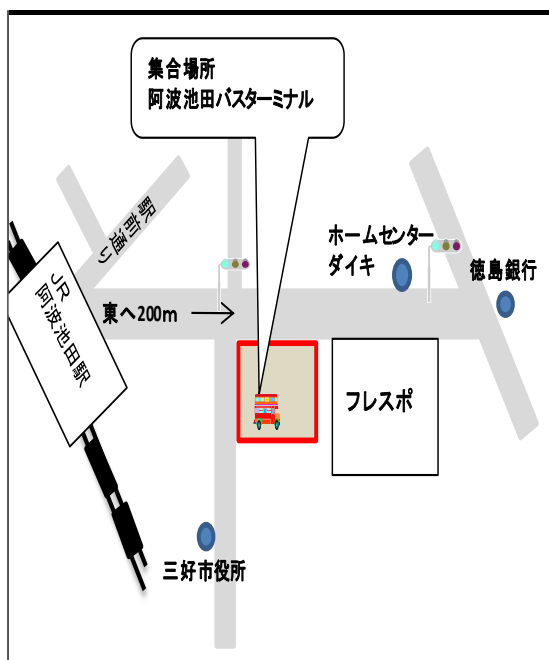 集合場所
阿波池田バスターミナル
駅前通り
ホームセンター
ダイキ
徳島銀行
JR
阿波池田駅
東へ200m
フレスポ
三好市役所